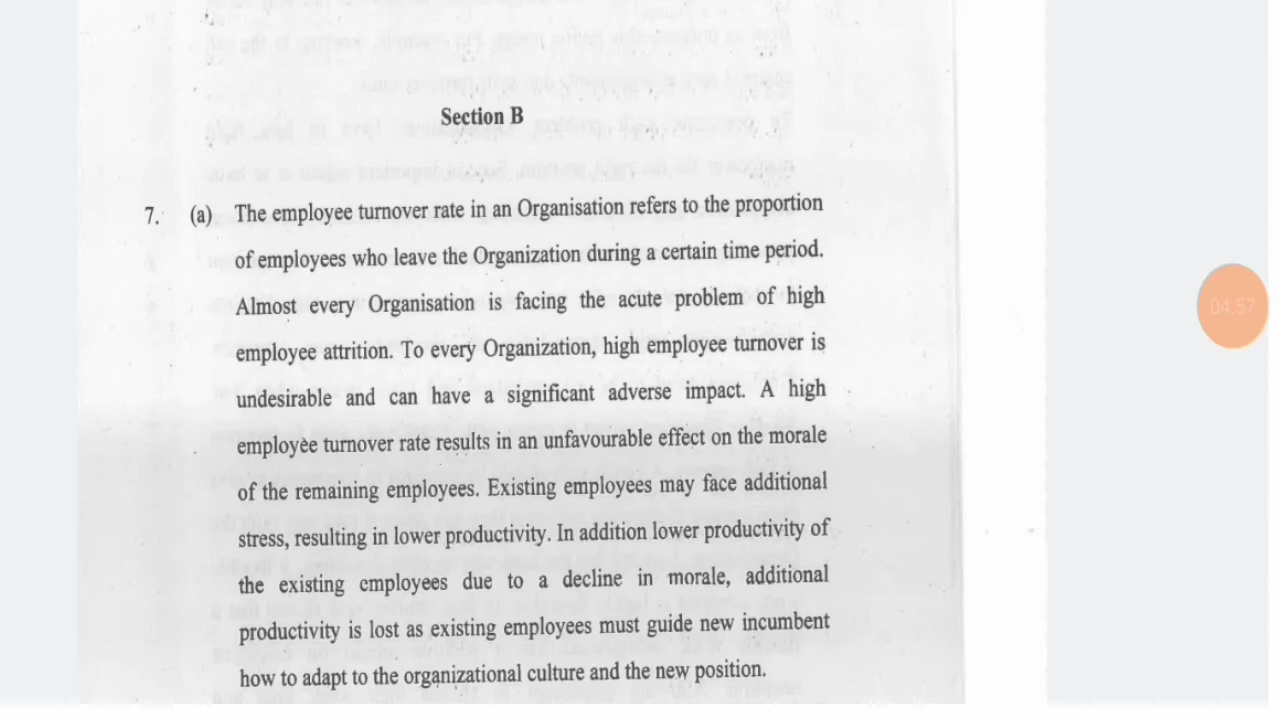 Section B
7. (a) The employee turnover rate in an Organisation refers to the proportion
of employees who leave the Organization during a certain time period.
Almost every Organisation is facing the acute problem of high
employee attrition. To every Organization, high employee turnover is
undesirable and can have a significant adverse impact. A high
employee turnover rate results in an unfavourable effect on the morale
of the remaining employees. Existing employees may face additional
stress, resulting in lower productivity. In addition lower productivity of
the existing employees due to a decline in morale, additional
productivity is lost as existing employees must guide new incumbent
how to adapt to the organizational culture and the new position.
04:57